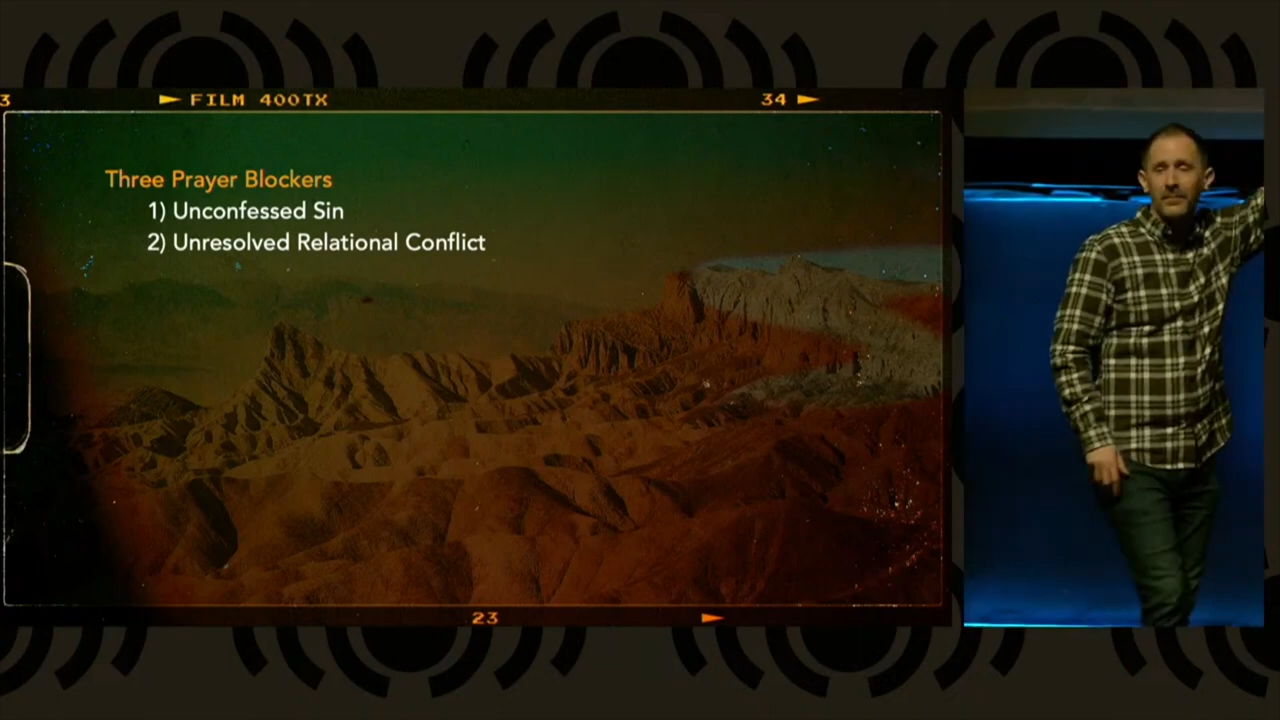 3
FILM 400TX
34
Three Prayer Blockers
1) Unconfessed Sin
2) Unresolved Relational Conflict
23